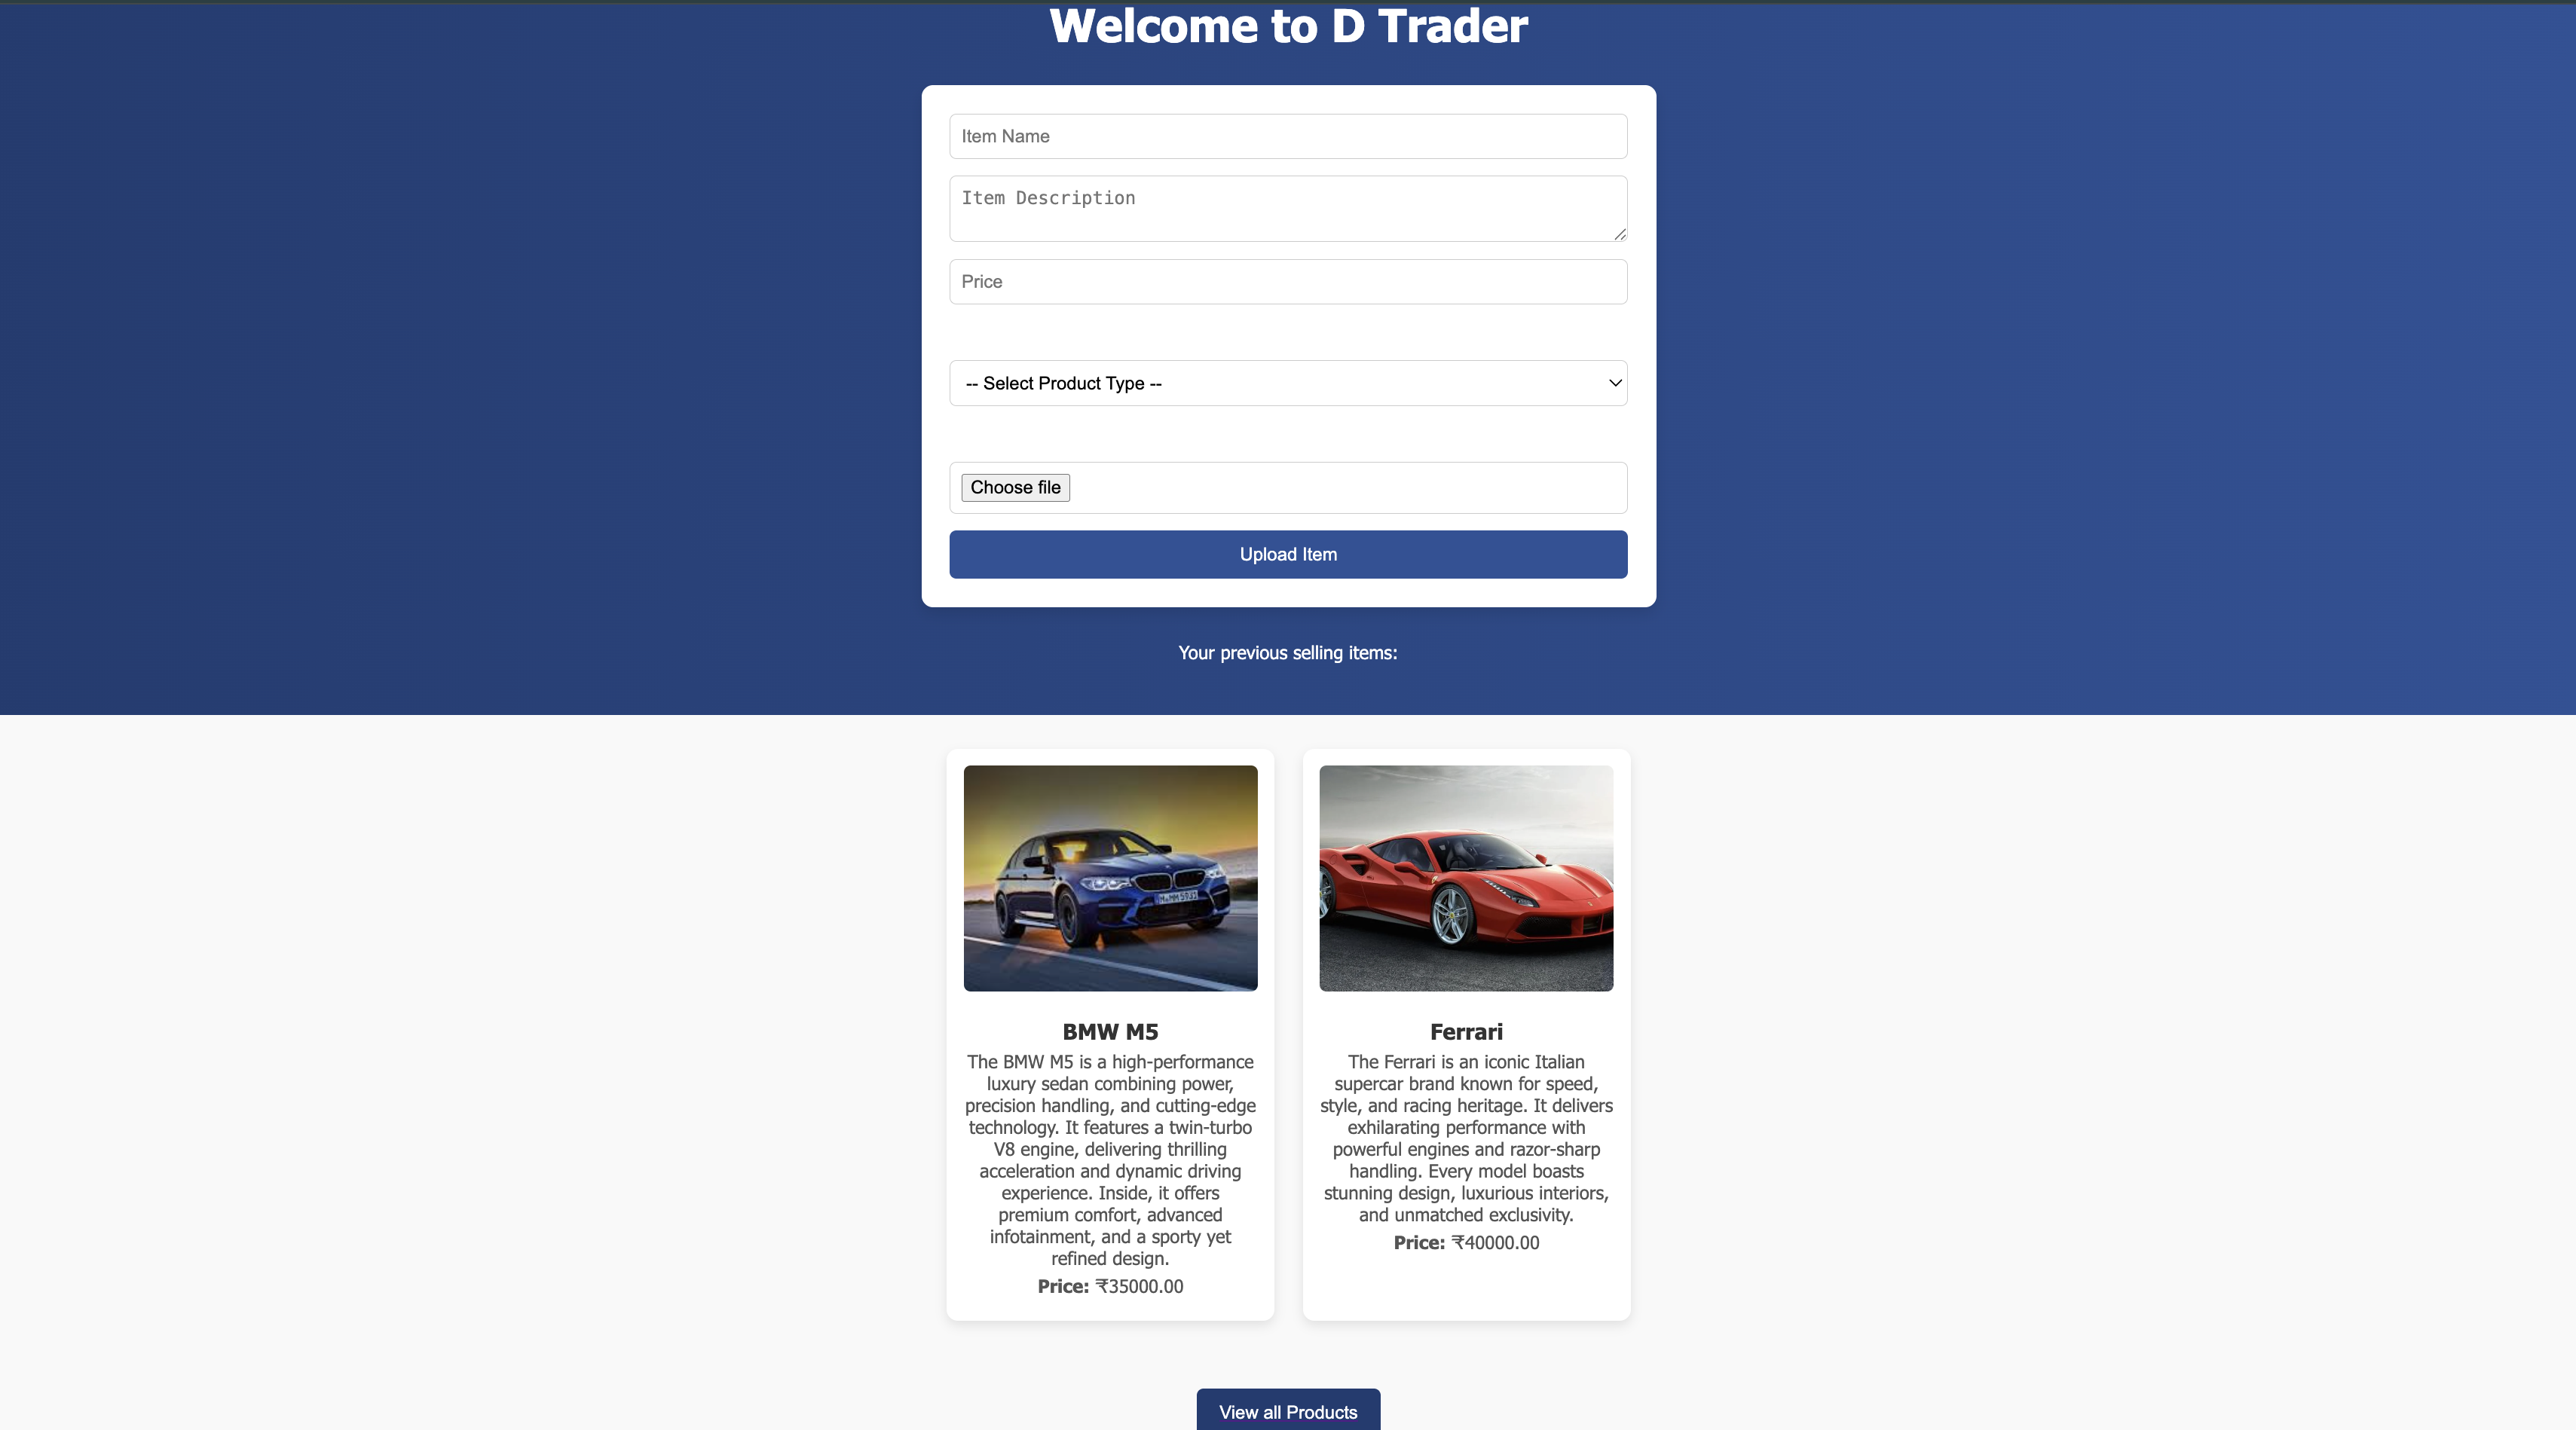 Welcome to D Trader
Item Name
Item Description
Price
-- Select Product Type --
Choose file
Upload Item
Your previous selling items:
BMW M5
The BMW M5 is a high-performance
luxury sedan combining power,
precision handling, and cutting-edge
technology. It features a twin-turbo
V8 engine, delivering thrilling
acceleration and dynamic driving
experience. Inside, it offers
premium comfort, advanced
infotainment, and a sporty yet
refined design.
Price: ₹35000.00
Ferrari
The Ferrari is an iconic Italian
supercar brand known for speed,
style, and racing heritage. It delivers
exhilarating performance with
powerful engines and razor-sharp
handling. Every model boasts
stunning design, luxurious interiors,
and unmatched exclusivity.
Price: ₹40000.00
View all Products